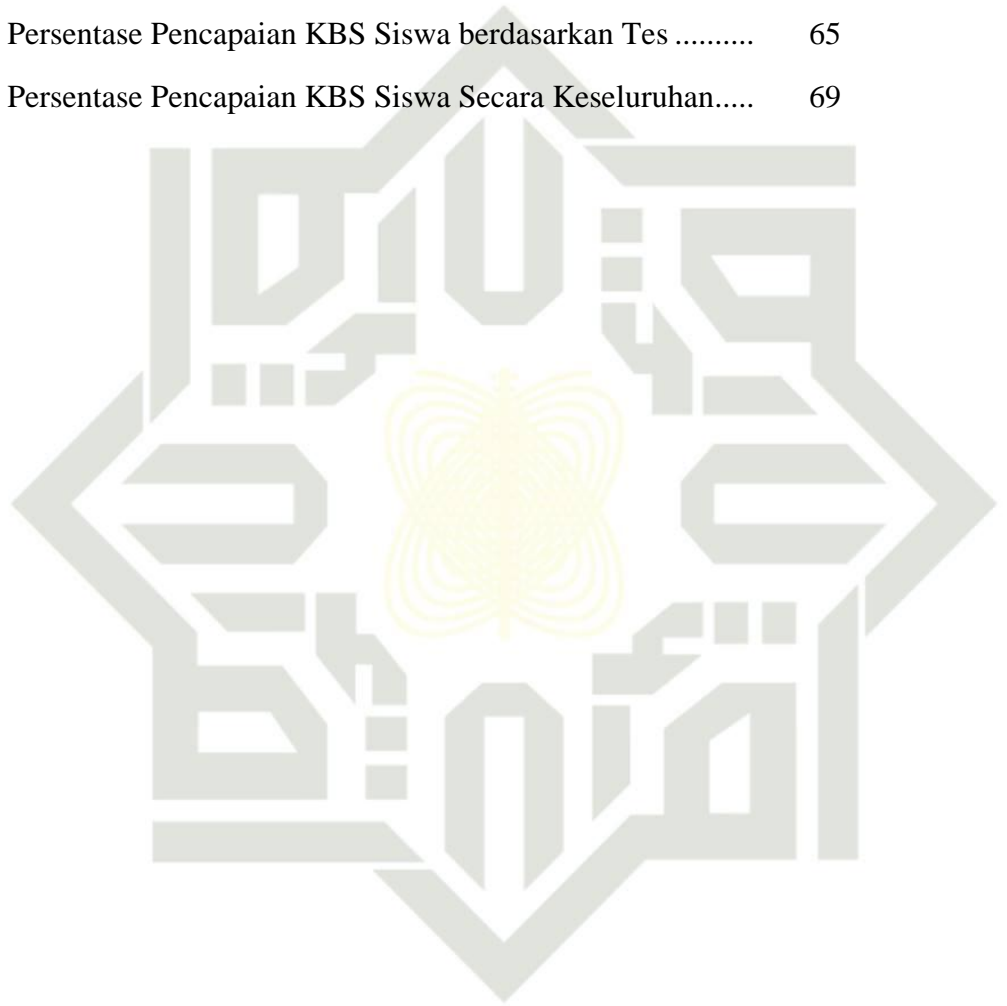 Persentase Pencapaian KBS Siswa berdasarkan Tes .......... 65
Persentase Pencapaian KBS Siswa Secara Keseluruhan..... 69